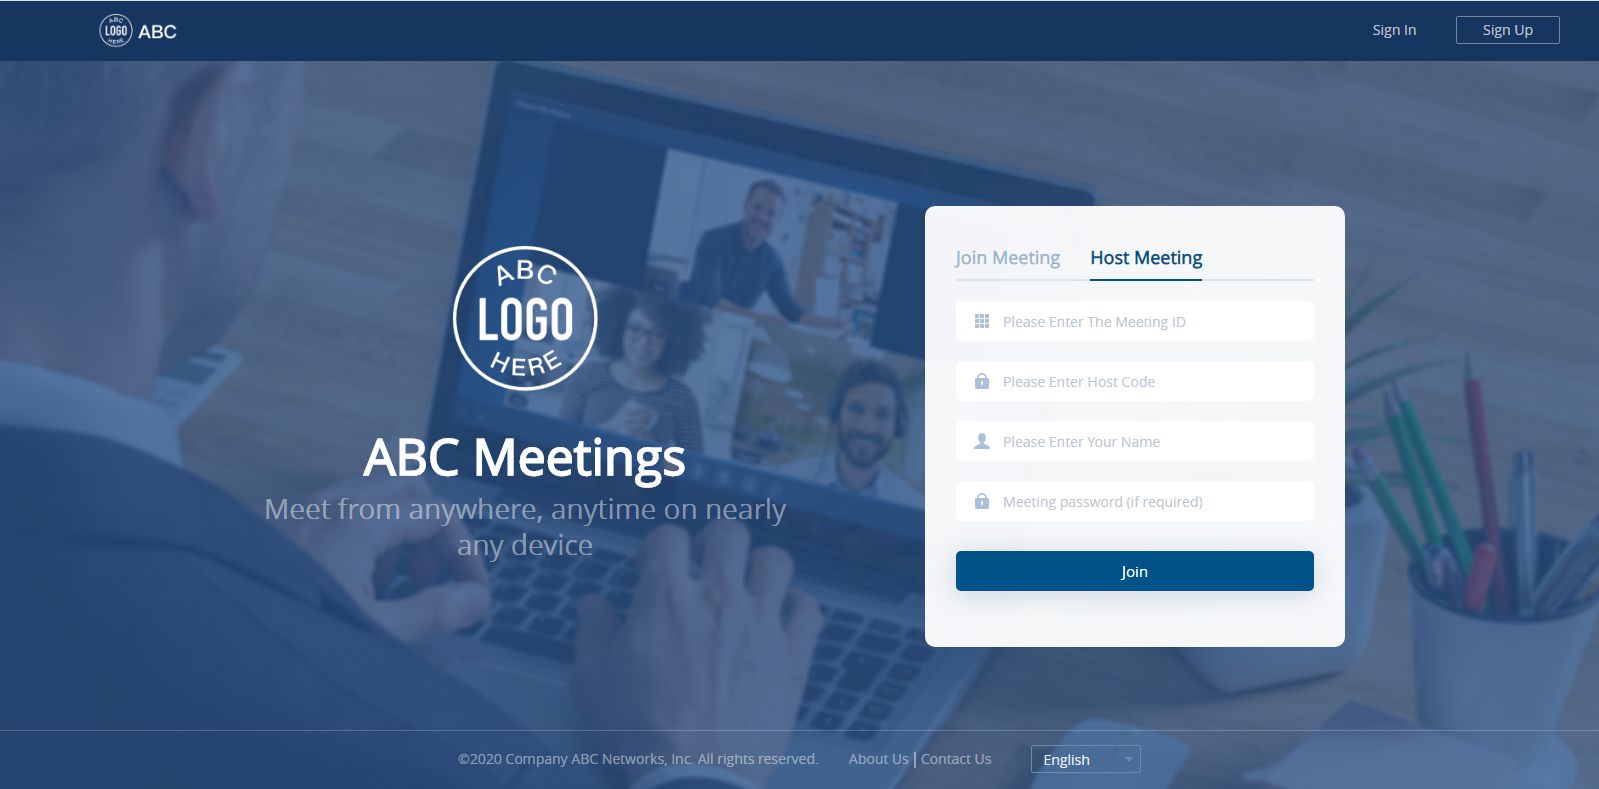 ABC
LOGO
HERE
ABC
Sign In
Sign Up
ABC
LOGO
HERE
ABC Meetings
Meet from anywhere, anytime on nearly
any device
Join Meeting
Host Meeting
Please Enter The Meeting ID
Please Enter Host Code
Please Enter Your Name
Meeting password (if required)
Join
©2020 Company ABC Networks, Inc. All rights reserved.
About Us | Contact Us
English